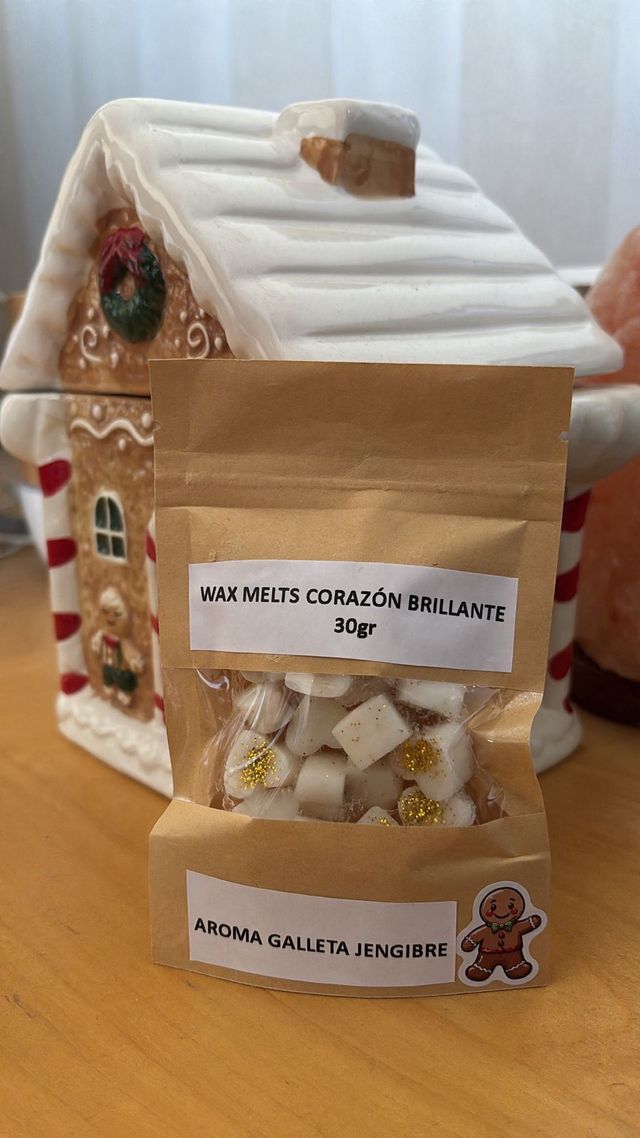 WAX MELTS CORAZÓN BRILLANTE
30gr
AROMA GALLETA JENGIBRE